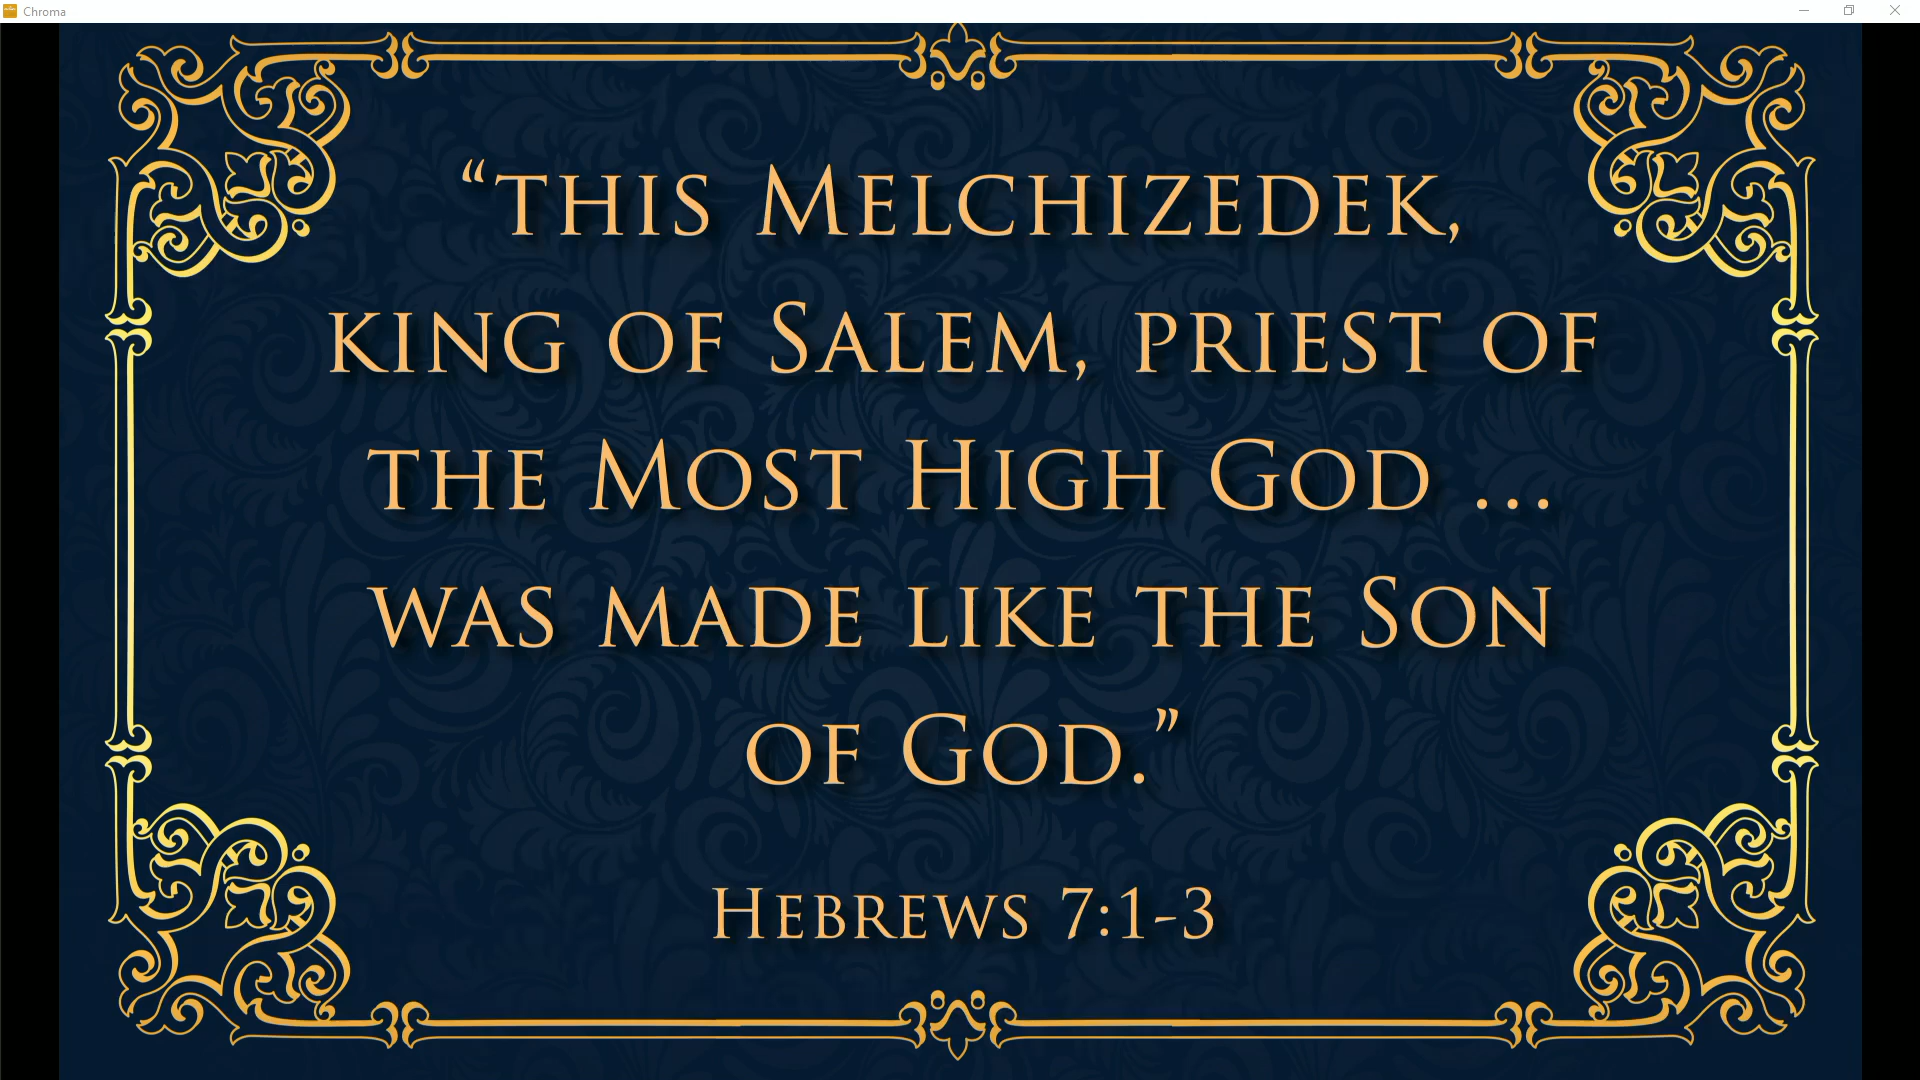 Chroma
“this Melchizedek,
king of Salem, priest of
the Most High God ...
was made like the Son
of God.”
Hebrews 7:1-3